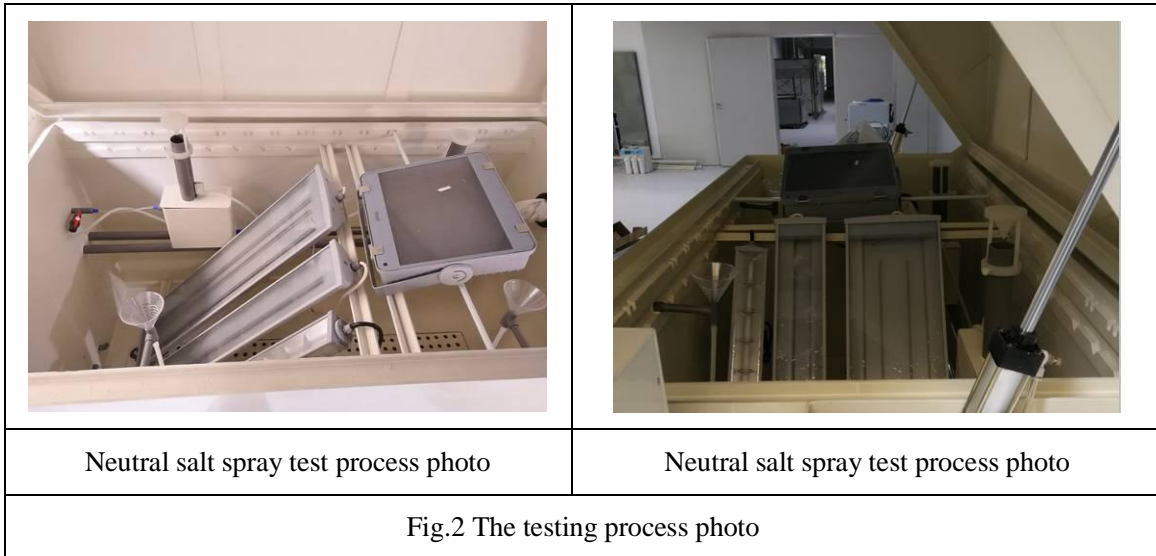 Neutral salt spray test process photo
Neutral salt spray test process photo
Fig.2 The testing process photo